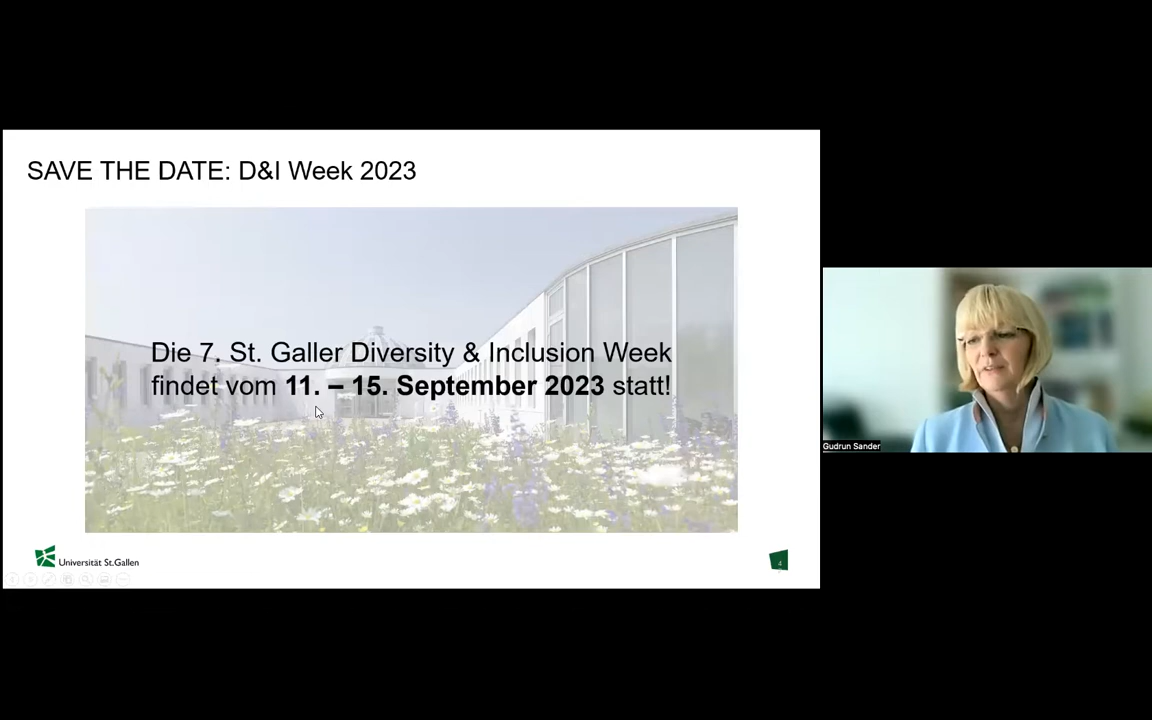 SAVE THE DATE: D&I Week 2023
Die 7. St. Galler Diversity & Inclusion Week
findet vom 11. – 15. September 2023 statt!
Gudrun Sander
Universität St.Gallen
4